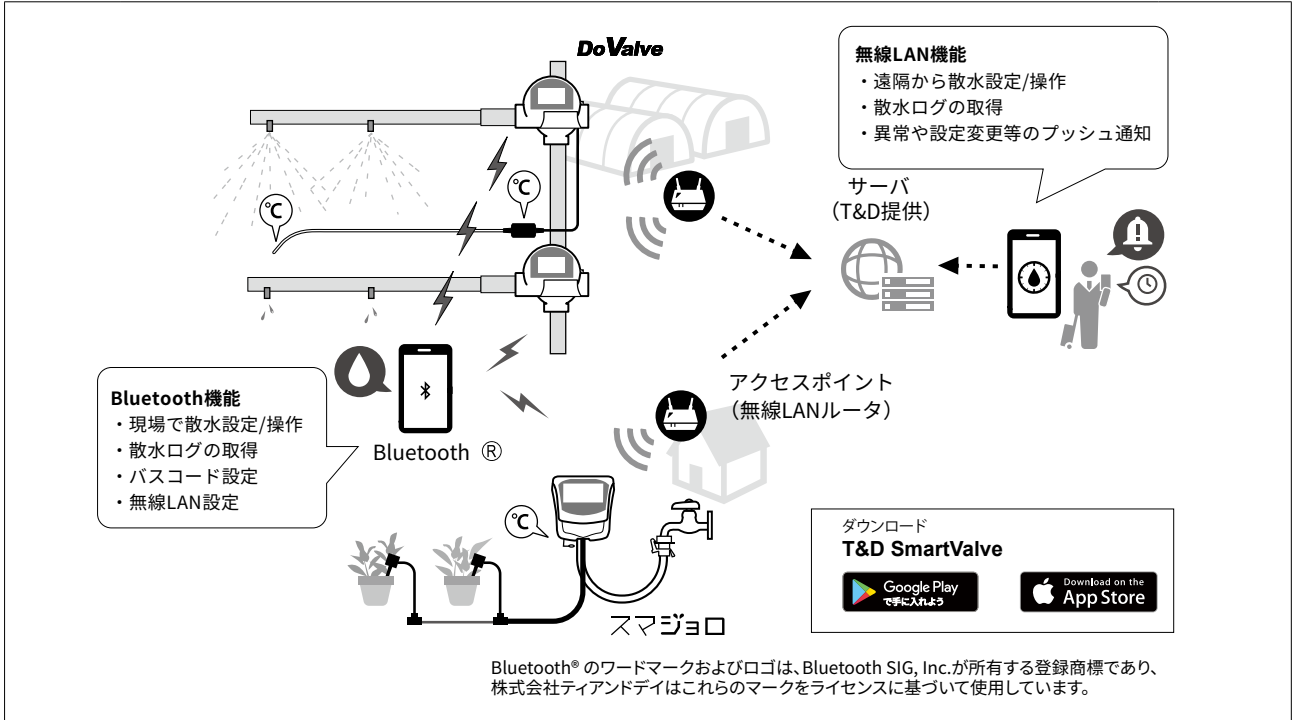 DoValve
無線LAN機能
・遠隔から散水設定/操作
・散水ログの取得
・異常や設定変更等のプッシュ通知
サーバ
(T&D提供)
℃
℃
Bluetooth機能
・現場で散水設定/操作
・散水ログの取得
・バスコード設定
・無線LAN設定
Bluetooth ®
アクセスポイント
(無線LANルータ)
℃
スマジョロ
ダウンロード
T&D SmartValve
Google Play
で手に入れよう
Download on the
App Store
Bluetooth® のワードマークおよびロゴは、Bluetooth SIG, Inc.が所有する登録商標であり、
株式会社ティアンドデイはこれらのマークをライセンスに基づいて使用しています。